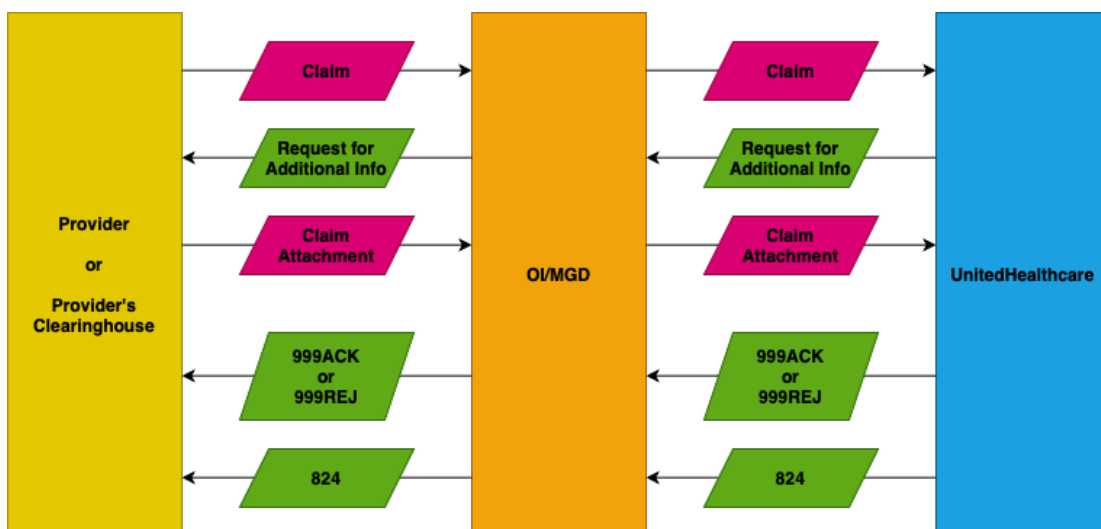 Claim
Claim
Request for
Additional Info
Request for
Additional Info
Provider
or
Provider's
Clearinghouse
Claim
Attachment
OI/MGD
Claim
Attachment
UnitedHealthcare
999ACK
or
999REJ
999ACK
or
999REJ
824
824